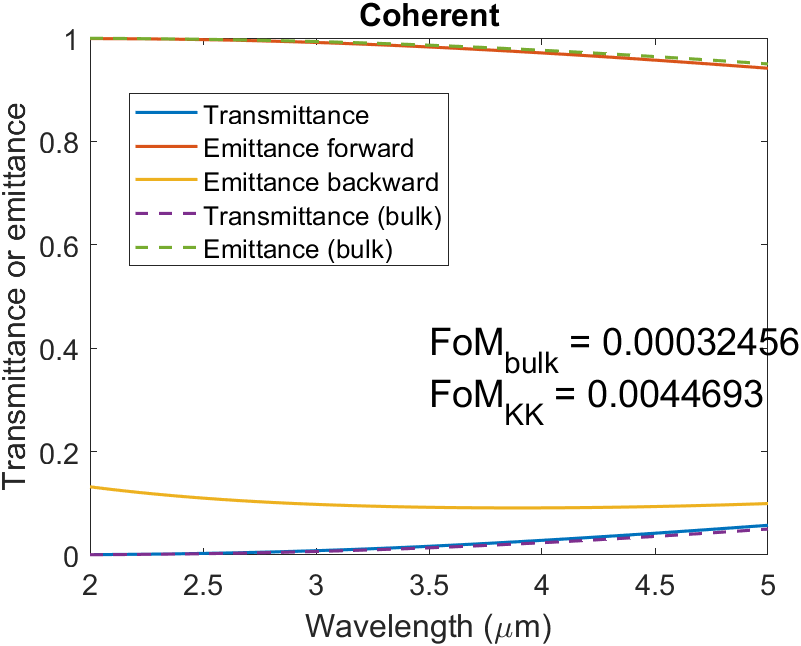 Coherent
Transmittance or emittance
1
0.8
0.6
0.4
0.2
0
Transmittance
Emittance forward
Emittance backward
Transmittance (bulk)
Emittance (bulk)
FoM_bulk = 0.00032456
FoM_KK = 0.0044693
2 2.5 3 3.5 4 4.5 5
Wavelength (μm)